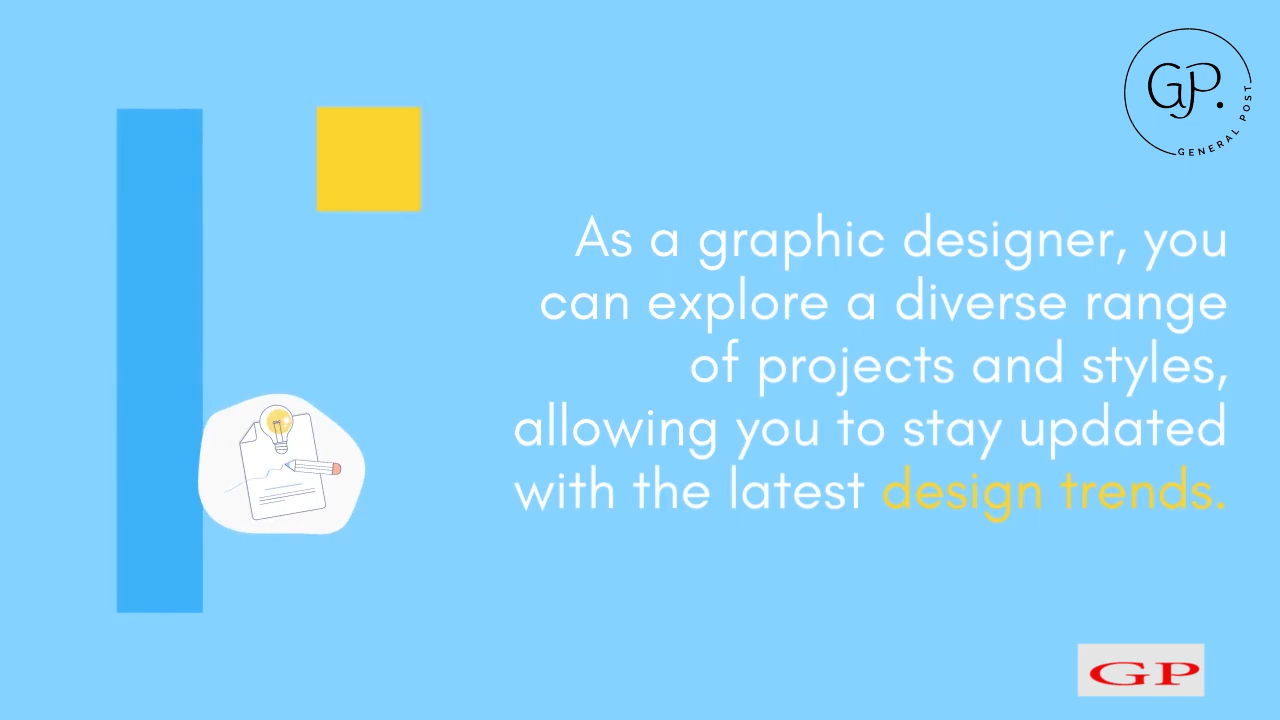 GP.
GENERAL POST
As a graphic designer, you
can explore a diverse range
of projects and styles,
allowing you to stay updated
with the latest design trends.
GP